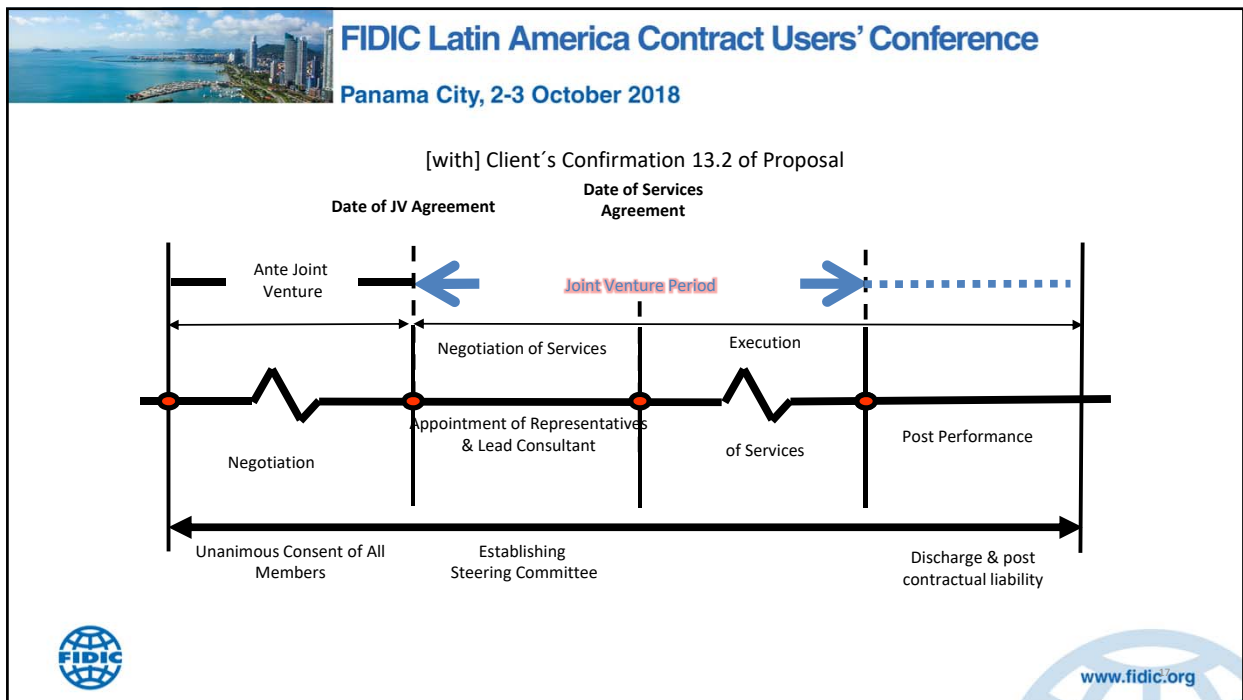 FIDIC Latin America Contract Users’ Conference
Panama City, 2-3 October 2018
[with] Client´s Confirmation 13.2 of Proposal
Date of JV Agreement
Date of Services
Agreement
Ante Joint
Venture
Joint Venture Period
Negotiation of Services
Execution
Appointment of Representatives
& Lead Consultant
Negotiation
of Services
Post Performance
Unanimous Consent of All
Members
Establishing
Steering Committee
Discharge & post
contractual liability
FIDIC
www.fidic.org
17